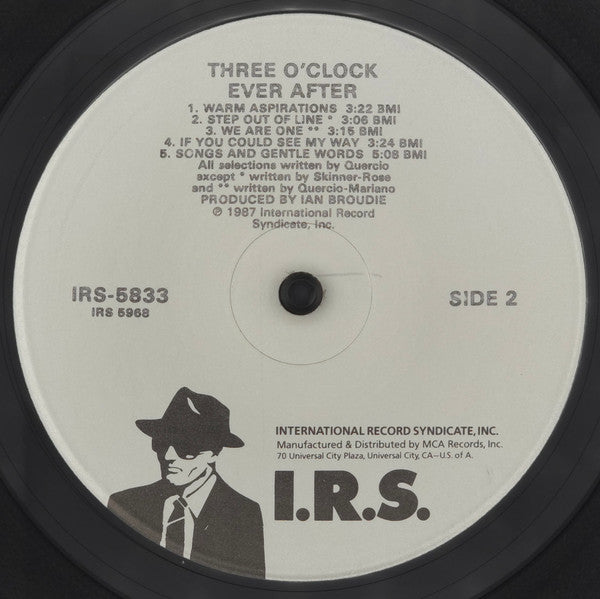 THREE O'CLOCK
EVER AFTER
1. WARM ASPIRATIONS 3:22 BMI
2. STEP OUT OF LINE * 3:06 BMI
3. WE ARE ONE ** 3:15 BMI
4. IF YOU COULD SEE MY WAY 3:24 BMI
5. SONGS AND GENTLE WORDS 5:08 BMI
All selections written by Quercio
except * written by Skinner-Rose
and ** written by Quercio-Mariano
PRODUCED BY IAN BROUDIE
℗ 1987 International Record
Syndicate, Inc.
IRS-5833
IRS 5968
SIDE 2
INTERNATIONAL RECORD SYNDICATE, INC.
Manufactured & Distributed by MCA Records, Inc.
70 Universal City Plaza, Universal City, CA–U.S. of A.
I.R.S.